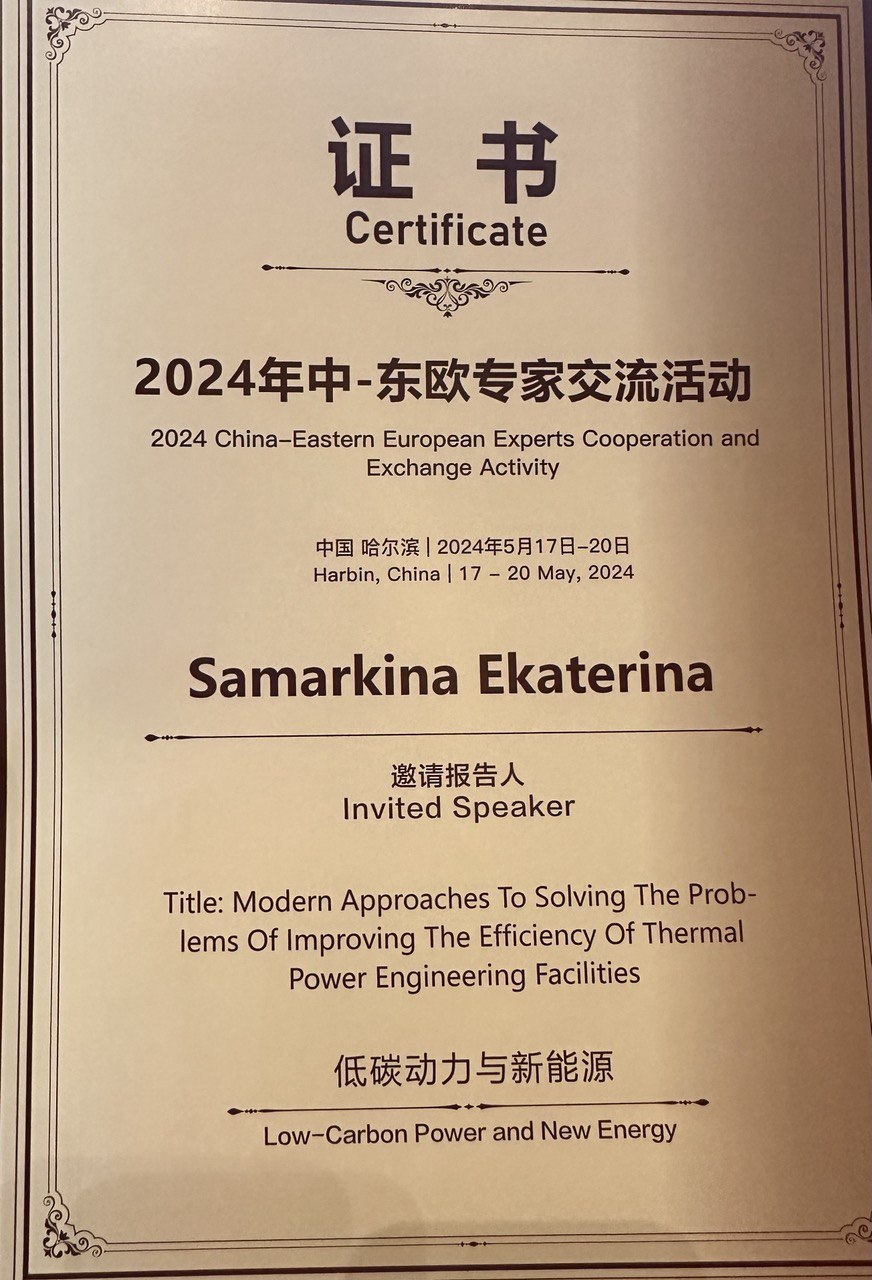 证 书
Certificate
2024年中-东欧专家交流活动
2024 China–Eastern European Experts Cooperation and
Exchange Activity
中国 哈尔滨 | 2024年5月17日–20日
Harbin, China | 17 – 20 May, 2024
Samarkina Ekaterina
邀请报告人
Invited Speaker
Title: Modern Approaches To Solving The Prob-
lems Of Improving The Efficiency Of Thermal
Power Engineering Facilities
低碳动力与新能源
Low–Carbon Power and New Energy